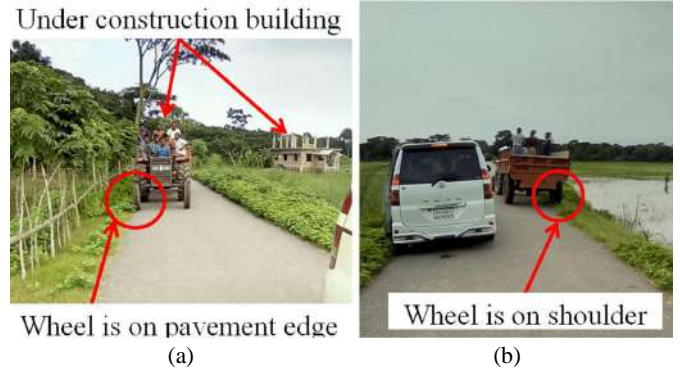 Under construction building
Wheel is on pavement edge
Wheel is on shoulder
(a)
(b)